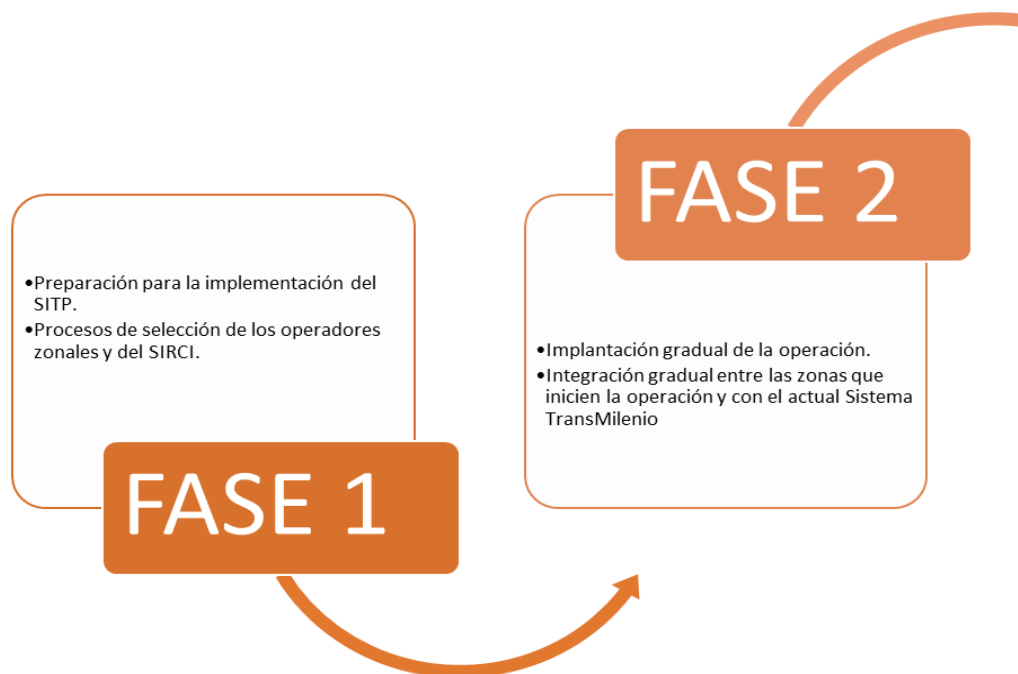 •Preparación para la implementación del
SITP.
•Procesos de selección de los operadores
zonales y del SIRCI.
FASE 1
FASE 2
•Implantación gradual de la operación.
•Integración gradual entre las zonas que
inicien la operación y con el actual Sistema
TransMilenio